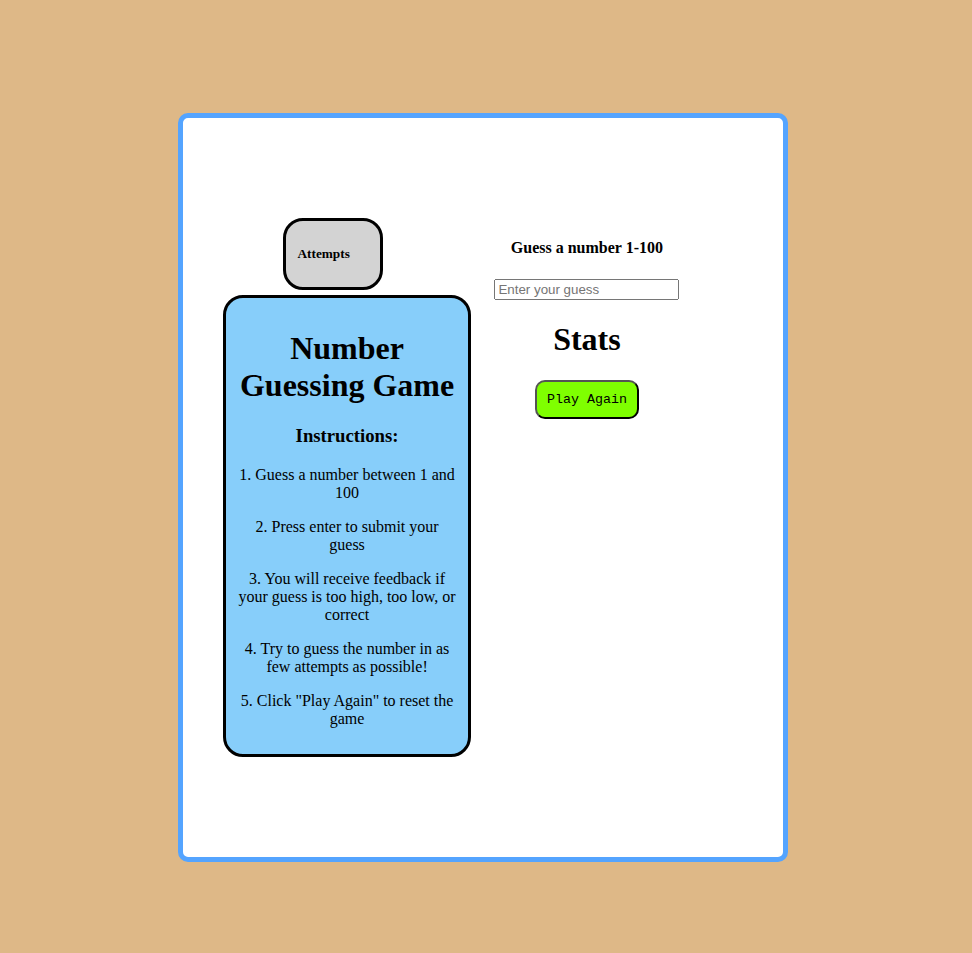 Attempts
Number
Guessing Game
Instructions:
1. Guess a number between 1 and
100
2. Press enter to submit your
guess
3. You will receive feedback if
your guess is too high, too low, or
correct
4. Try to guess the number in as
few attempts as possible!
5. Click "Play Again" to reset the
game
Guess a number 1-100
Enter your guess
Stats
Play Again